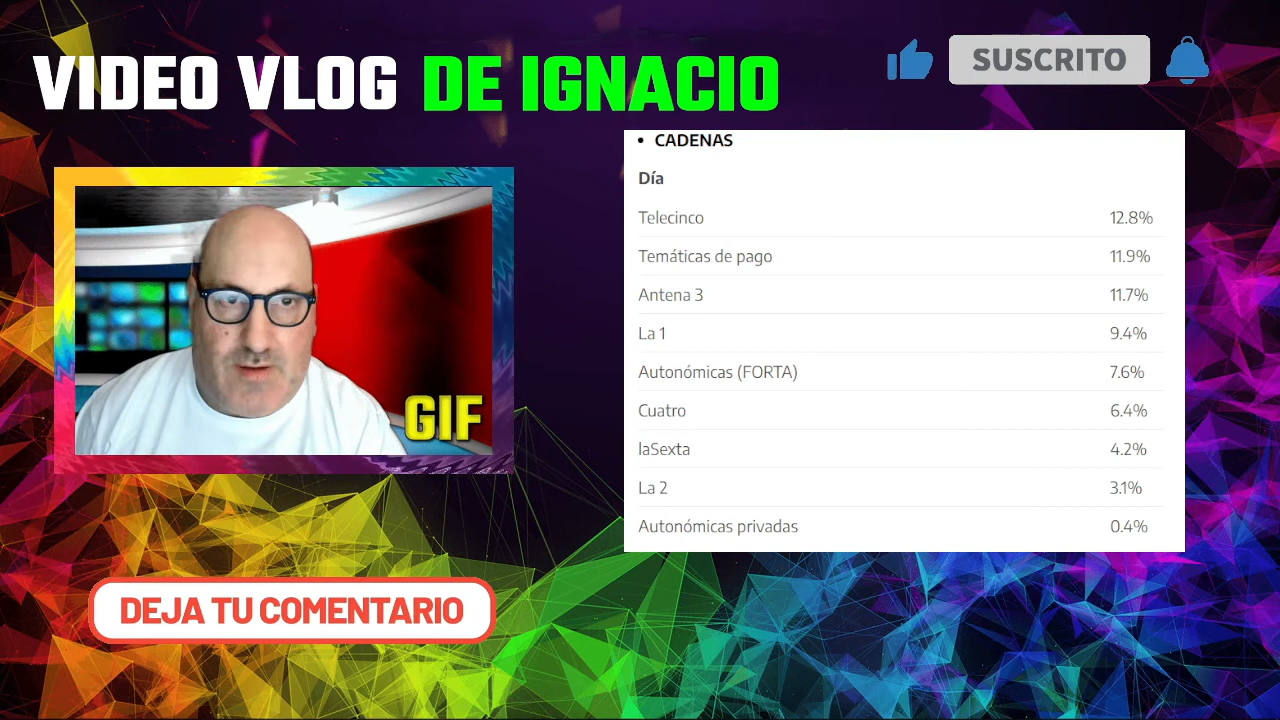 VIDEO VLOG DE IGNACIO
SUSCRITO
• CADENAS
Día
Telecinco 12.8%
Temáticas de pago 11.9%
Antena 3 11.7%
La 1 9.4%
Autonómicas (FORTA) 7.6%
Cuatro 6.4%
laSexta 4.2%
La 2 3.1%
Autonómicas privadas 0.4%
GIF
DEJA TU COMENTARIO